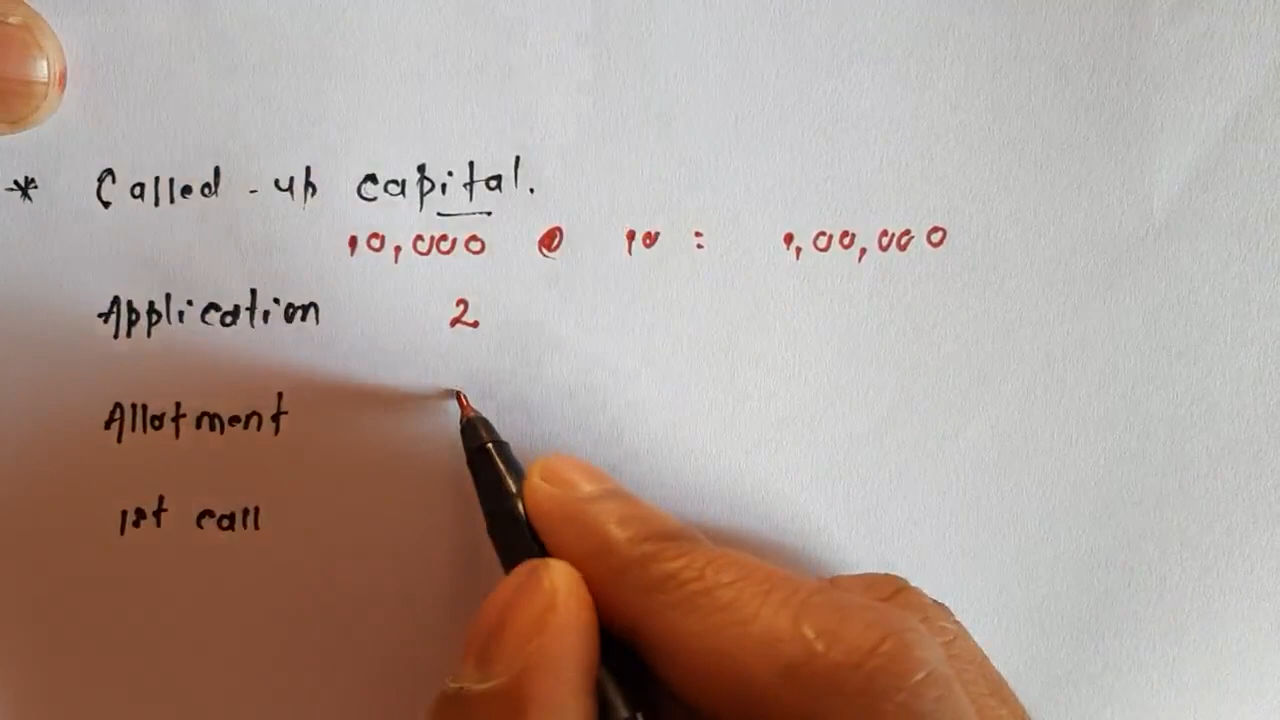 * Called-up capital.
10,000 @ 10 : 1,00,000
Application 2
Allotment
1st call